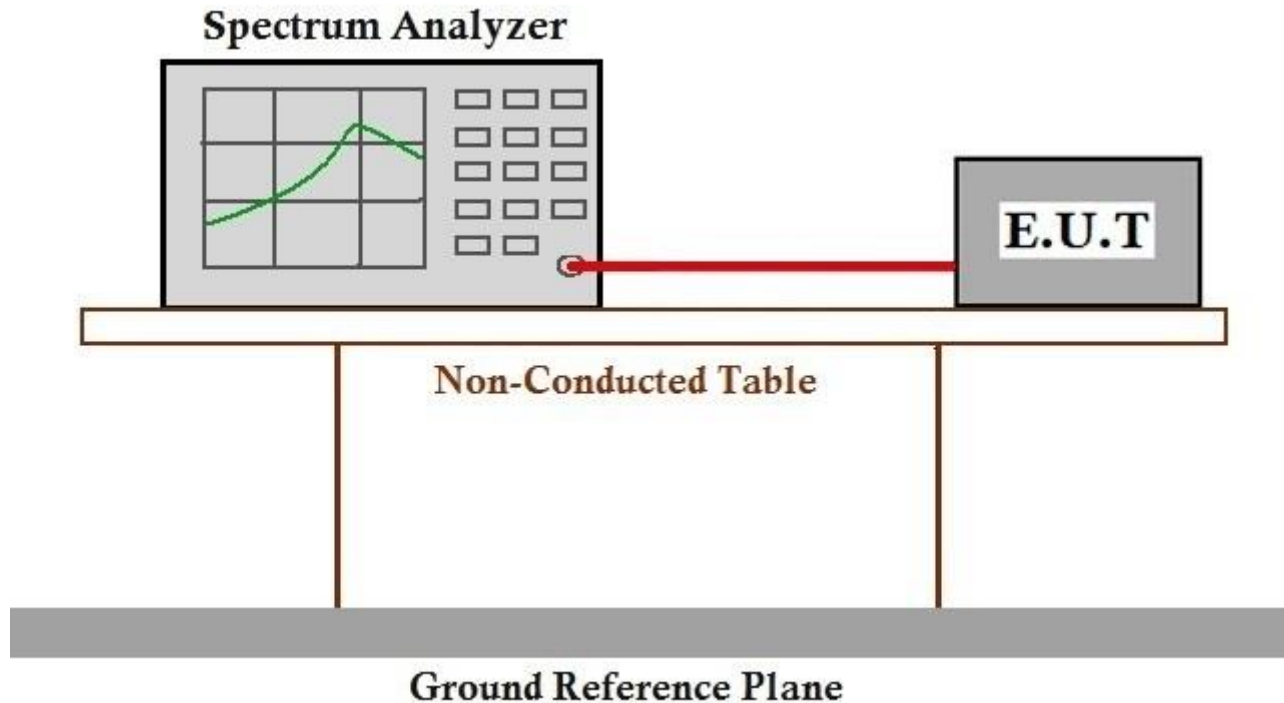 Spectrum Analyzer
E.U.T
Non-Conducted Table
Ground Reference Plane